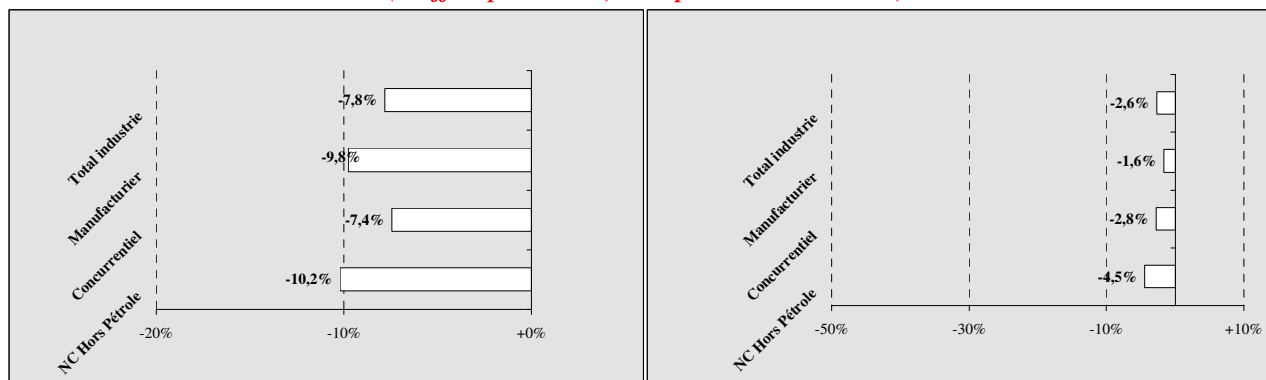 -7,8%
Total industrie
-9,8%
Manufacturier
-7,4%
Concurrentiel
-10,2%
NC Hors Pétrole
-20%
-10%
+0%
-2,6%
Total industrie
-1,6%
Manufacturier
-2,8%
Concurrentiel
-4,5%
NC Hors Pétrole
-50%
-30%
-10%
+10%